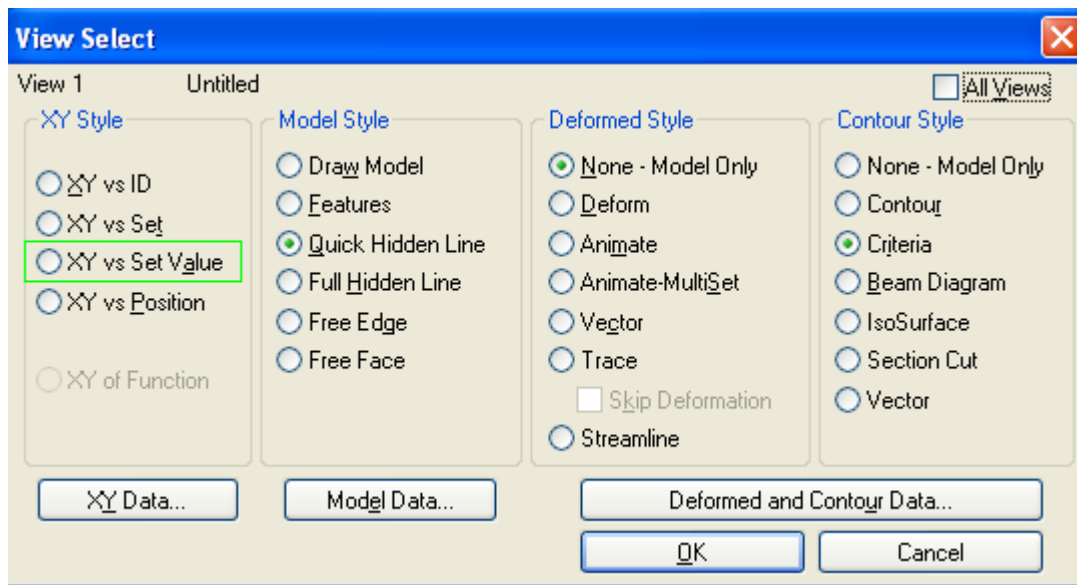 View Select
View 1 Untitled All Views
XY Style
XY vs ID
XY vs Set
XY vs Set Value
XY vs Position
XY of Function
XY Data...
Model Style
Draw Model
Features
Quick Hidden Line
Full Hidden Line
Free Edge
Free Face
Model Data...
Deformed Style
None - Model Only
Deform
Animate
Animate-MultiSet
Vector
Trace
Skip Deformation
Streamline
Contour Style
None - Model Only
Contour
Criteria
Beam Diagram
IsoSurface
Section Cut
Vector
Deformed and Contour Data...
OK Cancel